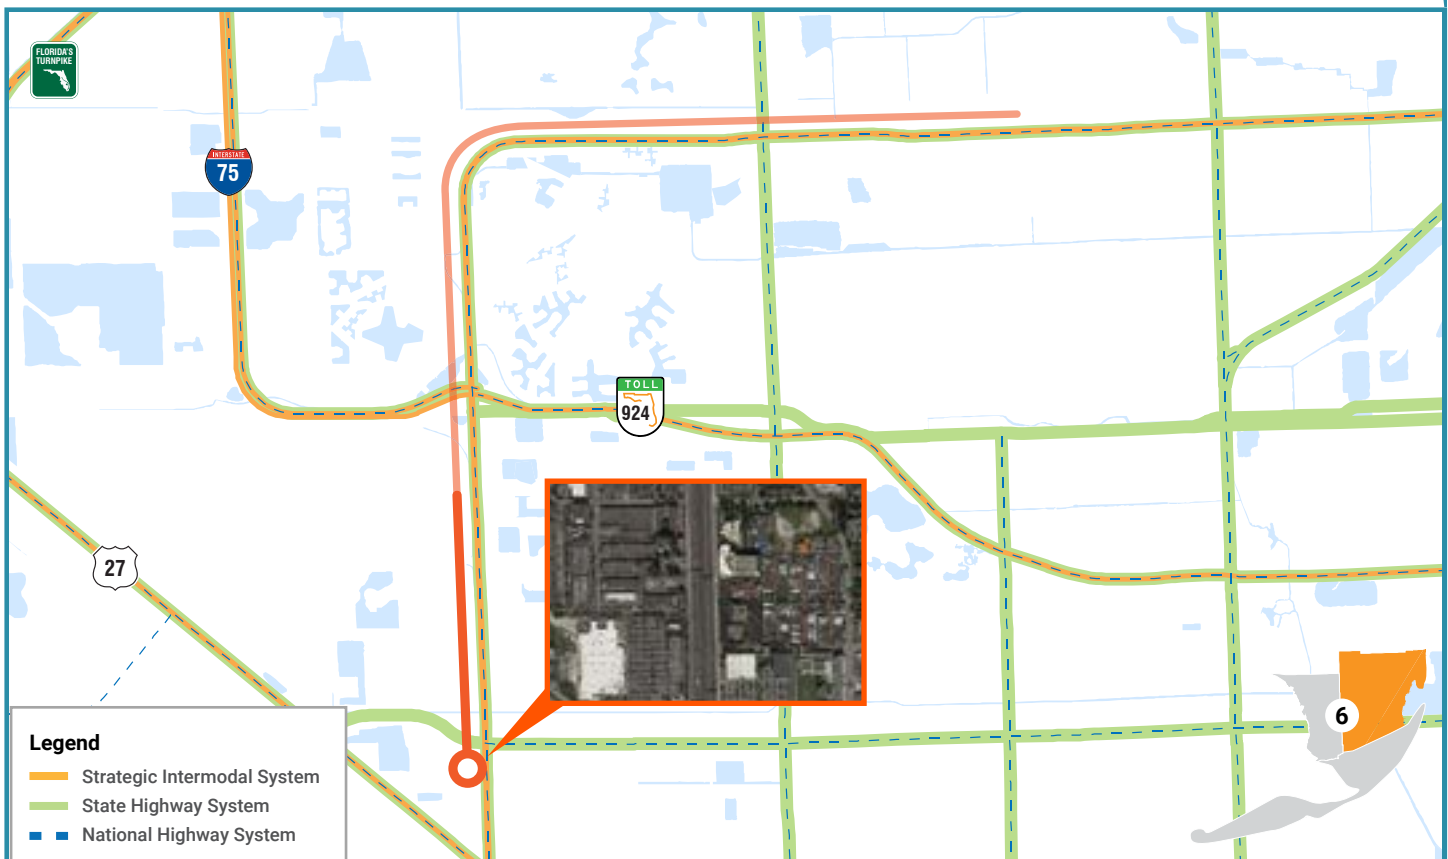 FLORIDA'S
TURNPIKE
INTERSTATE
75
TOLL
924
27
6
Legend
Strategic Intermodal System
State Highway System
National Highway System